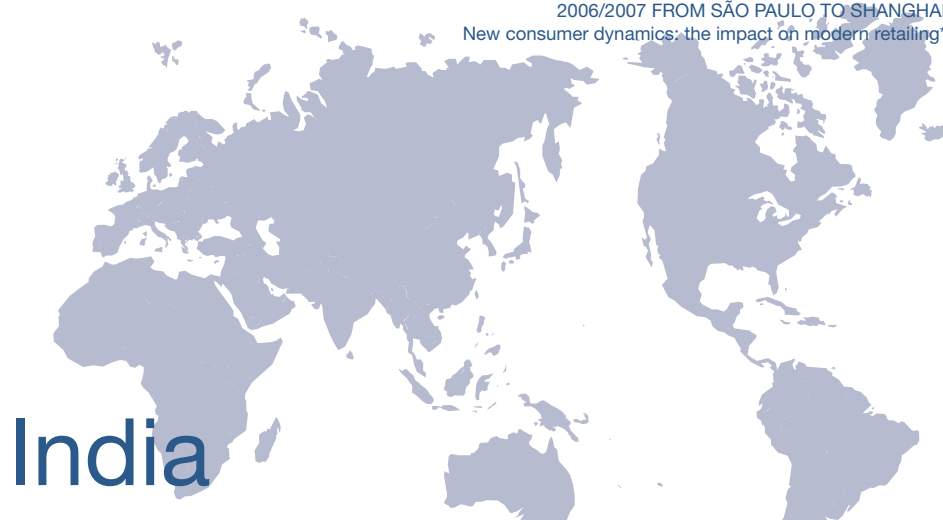 2006/2007 FROM SÃO PAULO TO SHANGHAI
New consumer dynamics: the impact on modern retailing*
India